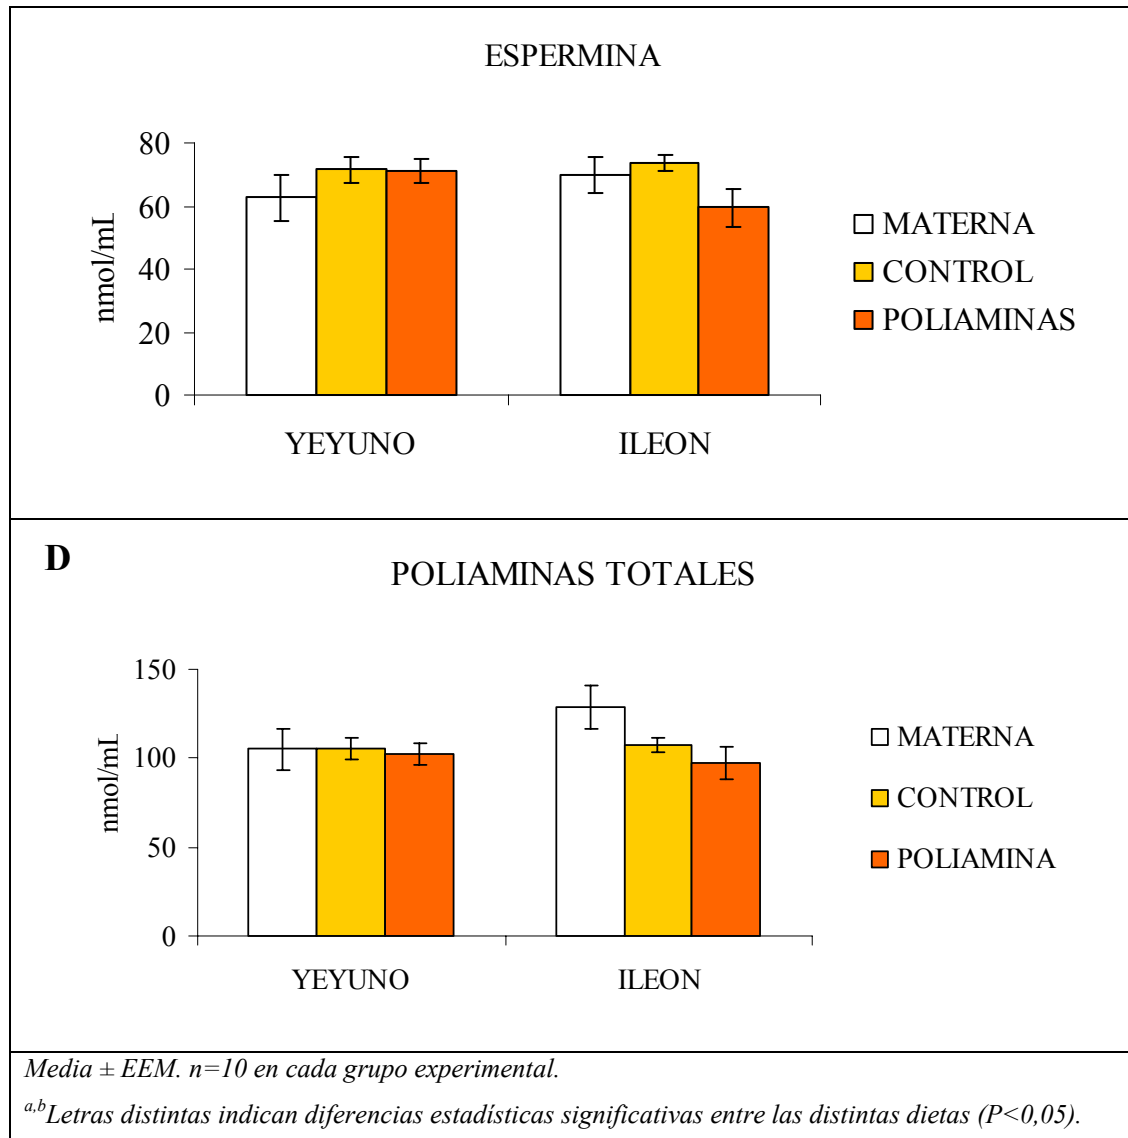 ESPERMINA
80
60
40
20
0
nmol/mL
YEYUNO
ILEON
MATERNA
CONTROL
POLIAMINAS
D
POLIAMINAS TOTALES
150
100
50
0
nmol/mL
YEYUNO
ILEON
MATERNA
CONTROL
POLIAMINA
Media ± EEM. n=10 en cada grupo experimental.
a,bLetras distintas indican diferencias estadísticas significativas entre las distintas dietas (P<0,05).